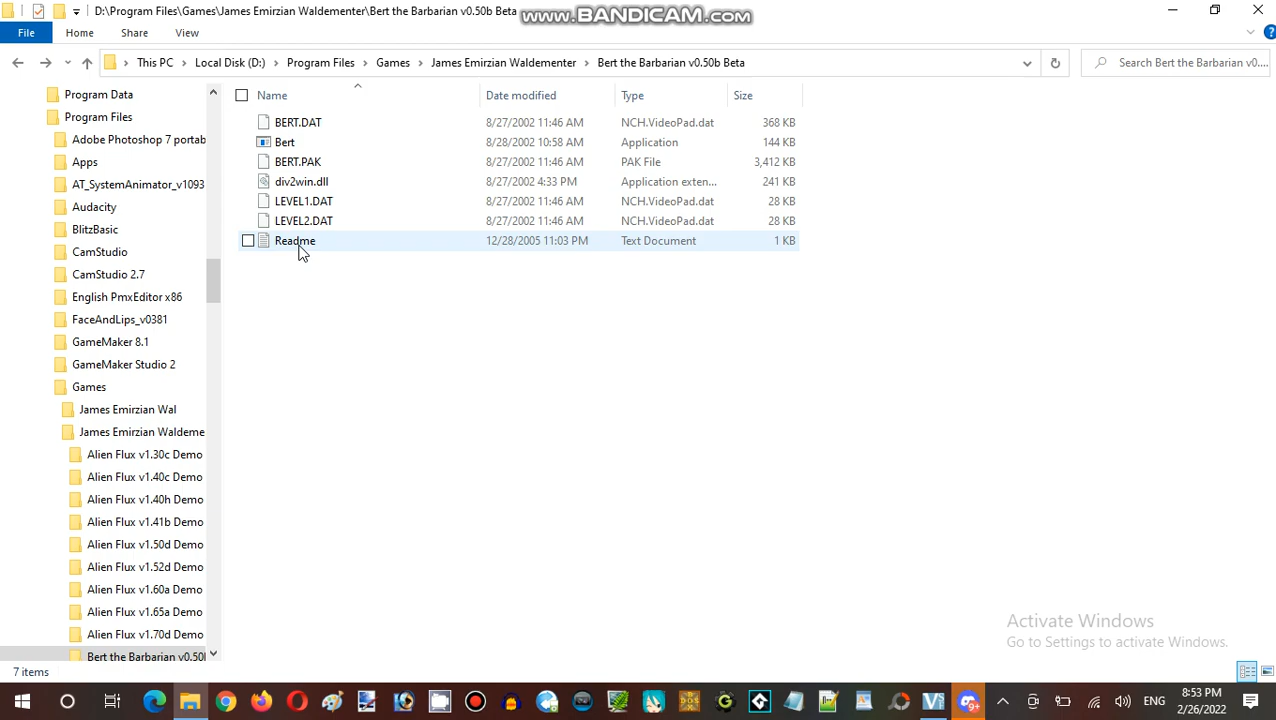 D:\Program Files\Games\James Emirzian Waldementer\Bert the Barbarian v0.50b Beta
www.BANDICAM.com
File Home Share View
This PC Local Disk (D:) Program Files Games James Emirzian Waldementer Bert the Barbarian v0.50b Beta
Search Bert the Barbarian v0....
Name Date modified Type Size
BERT.DAT 8/27/2002 11:46 AM NCH.VideoPad.dat 368 KB
Bert 8/28/2002 10:58 AM Application 144 KB
BERT.PAK 8/27/2002 11:46 AM PAK File 3,412 KB
div2win.dll 8/27/2002 4:33 PM Application exten... 241 KB
LEVEL1.DAT 8/27/2002 11:46 AM NCH.VideoPad.dat 28 KB
LEVEL2.DAT 8/27/2002 11:46 AM NCH.VideoPad.dat 28 KB
Readme 12/28/2005 11:03 PM Text Document 1 KB
Program Data
Program Files
Adobe Photoshop 7 portab
Apps
AT_SystemAnimator_v1093
Audacity
BlitzBasic
CamStudio
CamStudio 2.7
English PmxEditor x86
FaceAndLips_v0381
GameMaker 8.1
GameMaker Studio 2
Games
James Emirzian Wal
James Emirzian Waldeme
Alien Flux v1.30c Demo
Alien Flux v1.40c Demo
Alien Flux v1.40h Demo
Alien Flux v1.41b Demo
Alien Flux v1.50d Demo
Alien Flux v1.52d Demo
Alien Flux v1.60a Demo
Alien Flux v1.65a Demo
Alien Flux v1.70d Demo
Bert the Barbarian v0.50
Activate Windows
Go to Settings to activate Windows.
7 items
ENG
8:53 PM
2/26/2022